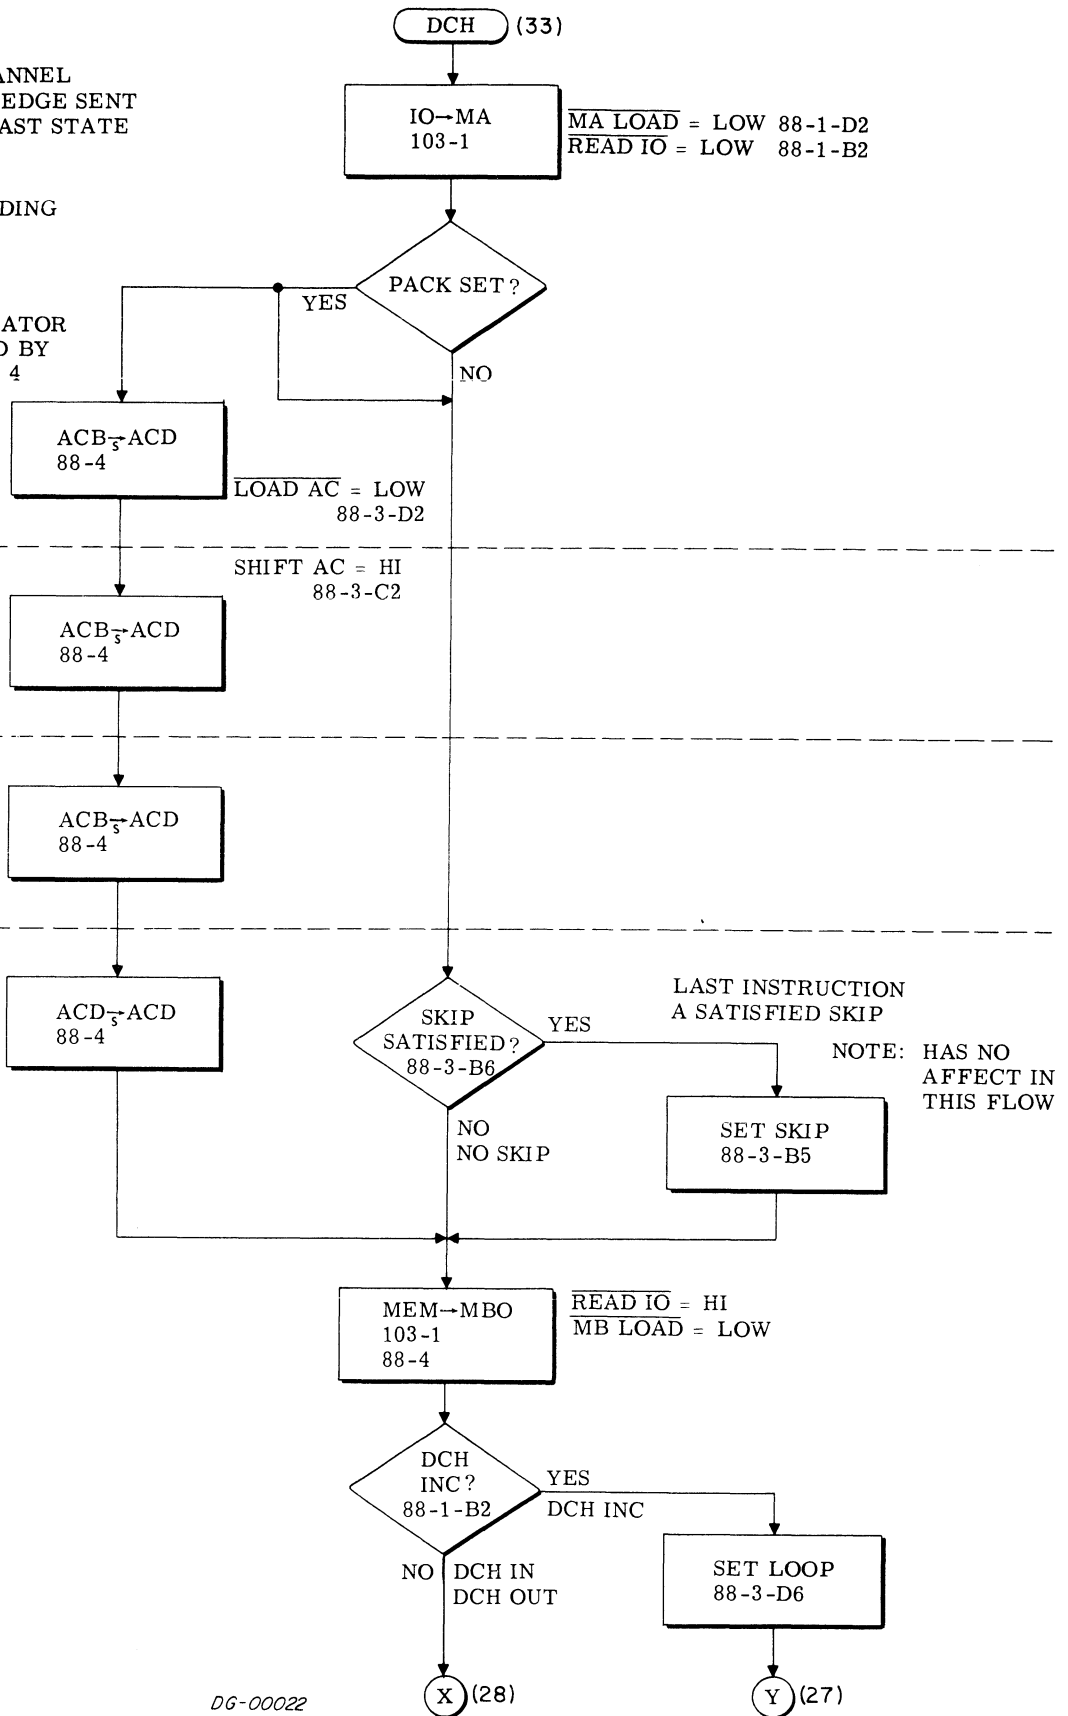 DCH (33)
ANNEL
EDGE SENT
AST STATE
IO→MA
103-1
MA LOAD = LOW 88-1-D2
READ IO = LOW 88-1-B2
DING
PACK SET?
YES
ATOR
D BY
4
NO
ACB→ACD
S
88-4
LOAD AC = LOW
88-3-D2
SHIFT AC = HI
88-3-C2
ACB→ACD
S
88-4
ACB→ACD
S
88-4
ACD→ACD
S
88-4
SKIP
SATISFIED?
88-3-B6
YES
LAST INSTRUCTION
A SATISFIED SKIP
NOTE: HAS NO
AFFECT IN
THIS FLOW
NO
NO SKIP
SET SKIP
88-3-B5
MEM→MBO
103-1
88-4
READ IO = HI
MB LOAD = LOW
DCH
INC?
88-1-B2
YES
DCH INC
NO DCH IN
DCH OUT
SET LOOP
88-3-D6
X (28)
Y (27)
DG-00022